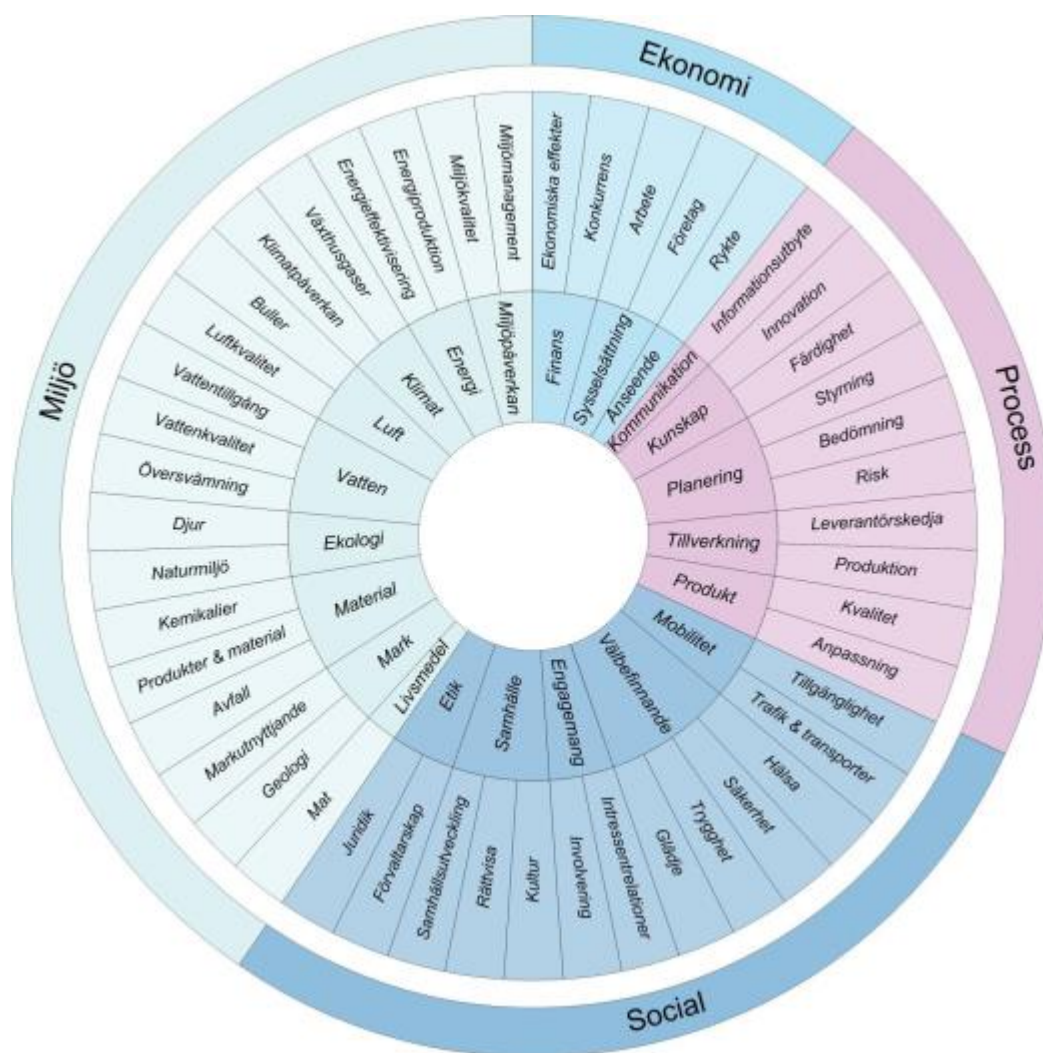 Ekonomi
Process
Social
Miljö
Ekonomiska effekter
Konkurrens
Arbete
Företag
Rykte
Informationsutbyte
Innovation
Färdighet
Styrning
Bedömning
Risk
Leverantörskedja
Produktion
Kvalitet
Anpassning
Tillgänglighet
Trafik & transporter
Hälsa
Säkerhet
Trygghet
Glädje
Intressentrelationer
Involvering
Kultur
Rättvisa
Samhällsutveckling
Förvaltarskap
Juridik
Mat
Geologi
Markutnyttjande
Avfall
Produkter & material
Kemikalier
Naturmiljö
Djur
Översvämning
Vattenkvalitet
Vattentillgång
Luftkvalitet
Buller
Klimatpåverkan
Växthusgaser
Energieffektivisering
Energiproduktion
Miljökvalitet
Miljömanagement
Finans
Sysselsättning
Anseende
Kommunikation
Kunskap
Planering
Tillverkning
Produkt
Mobilitet
Välbefinnande
Engagemang
Samhälle
Etik
Livsmedel
Mark
Material
Ekologi
Vatten
Luft
Klimat
Energi
Miljöpåverkan